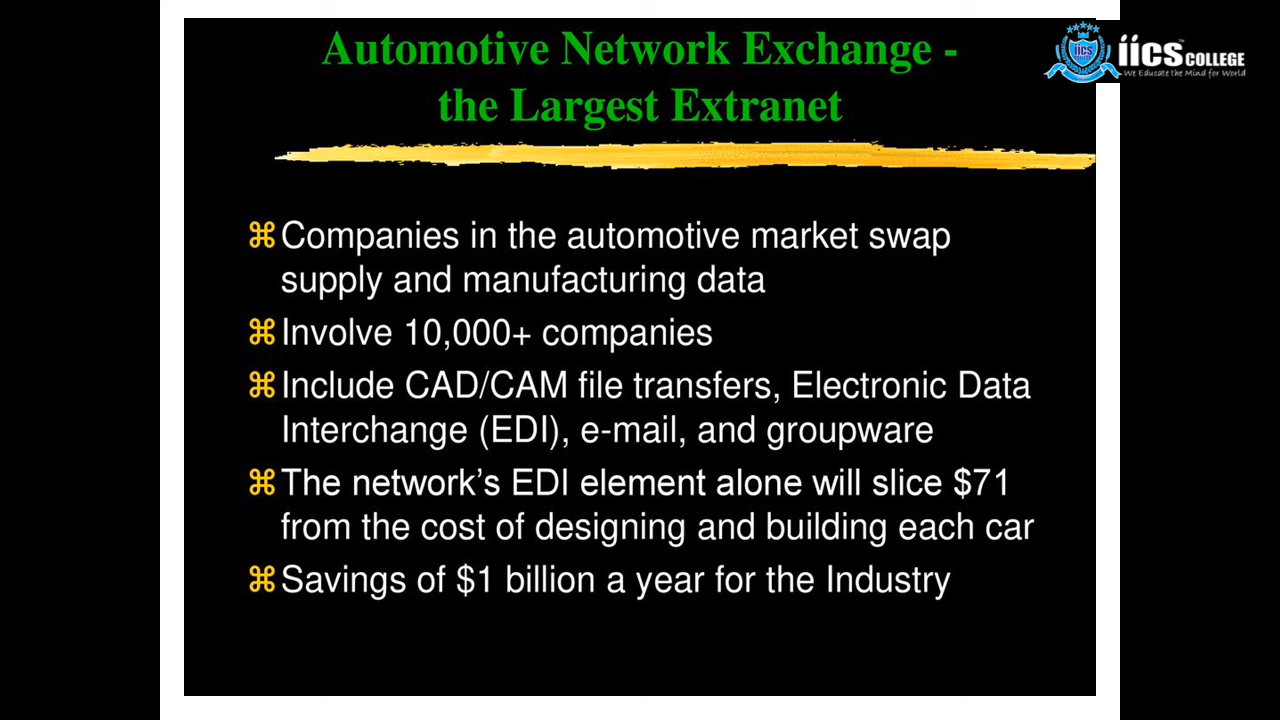 Automotive Network Exchange -
the Largest Extranet
iics™ COLLEGE
We Educate the Mind for World
iics
⌘Companies in the automotive market swap
supply and manufacturing data
⌘Involve 10,000+ companies
⌘Include CAD/CAM file transfers, Electronic Data
Interchange (EDI), e-mail, and groupware
⌘The network's EDI element alone will slice $71
from the cost of designing and building each car
⌘Savings of $1 billion a year for the Industry